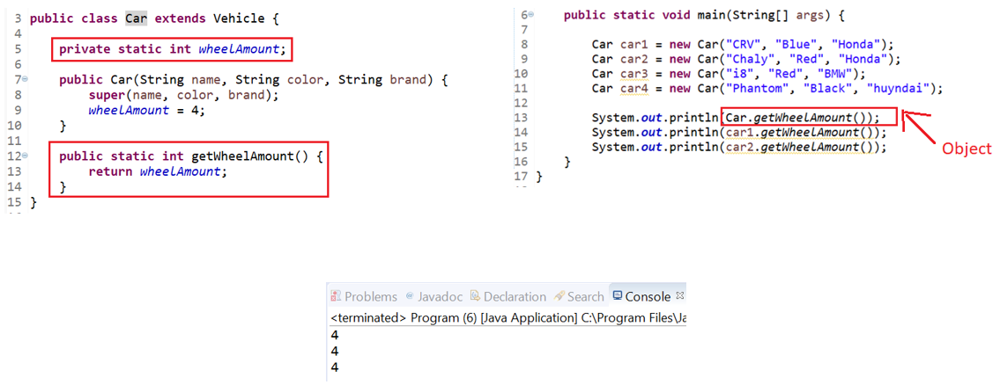 3 public class Car extends Vehicle {
4
5 private static int wheelAmount;
6
7 public Car(String name, String color, String brand) {
8 super(name, color, brand);
9 wheelAmount = 4;
10 }
11
12 public static int getWheelAmount() {
13 return wheelAmount;
14 }
15 }
6 public static void main(String[] args) {
7
8 Car car1 = new Car("CRV", "Blue", "Honda");
9 Car car2 = new Car("Chaly", "Red", "Honda");
10 Car car3 = new Car("i8", "Red", "BMW");
11 Car car4 = new Car("Phantom", "Black", "huyndai");
12
13 System.out.println(Car.getWheelAmount());
14 System.out.println(car1.getWheelAmount());
15 System.out.println(car2.getWheelAmount());
16 }
17 }
Object
Problems @ Javadoc Declaration Search Console
<terminated> Program (6) [Java Application] C:\Program Files\Ja
4
4
4